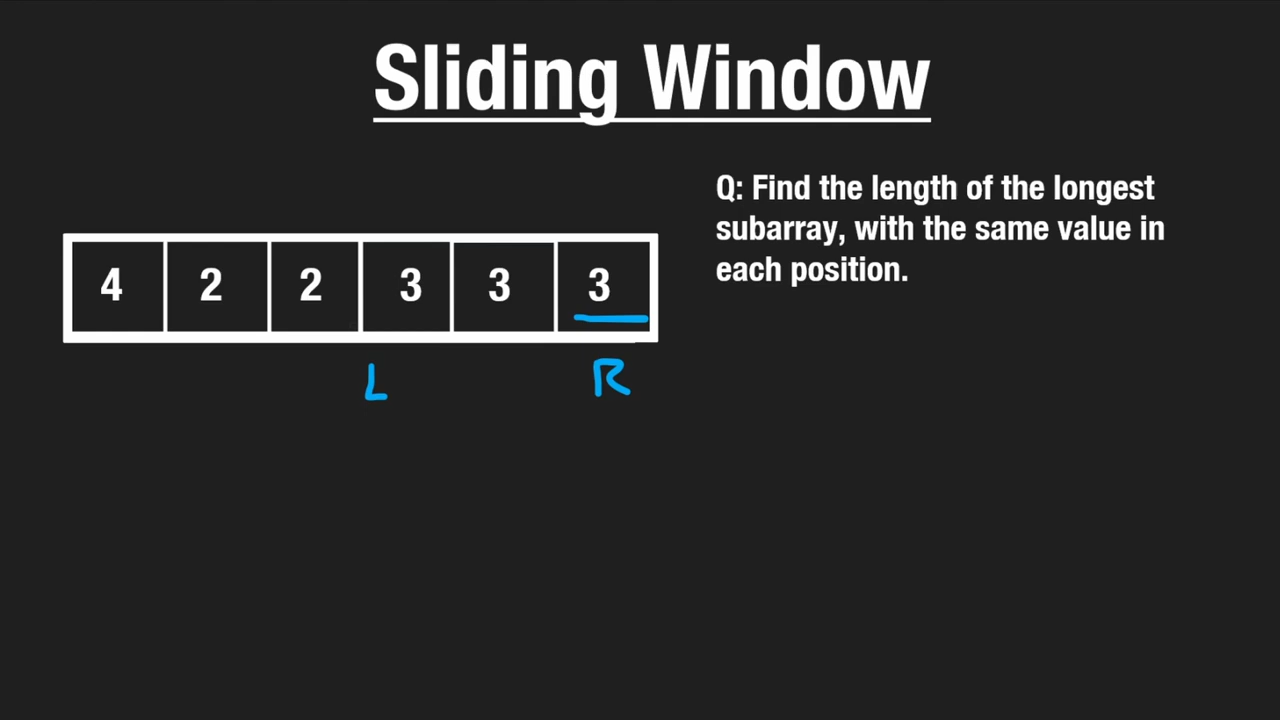 Sliding Window
Q: Find the length of the longest
subarray, with the same value in
each position.
4 2 2 3 3 3
L R